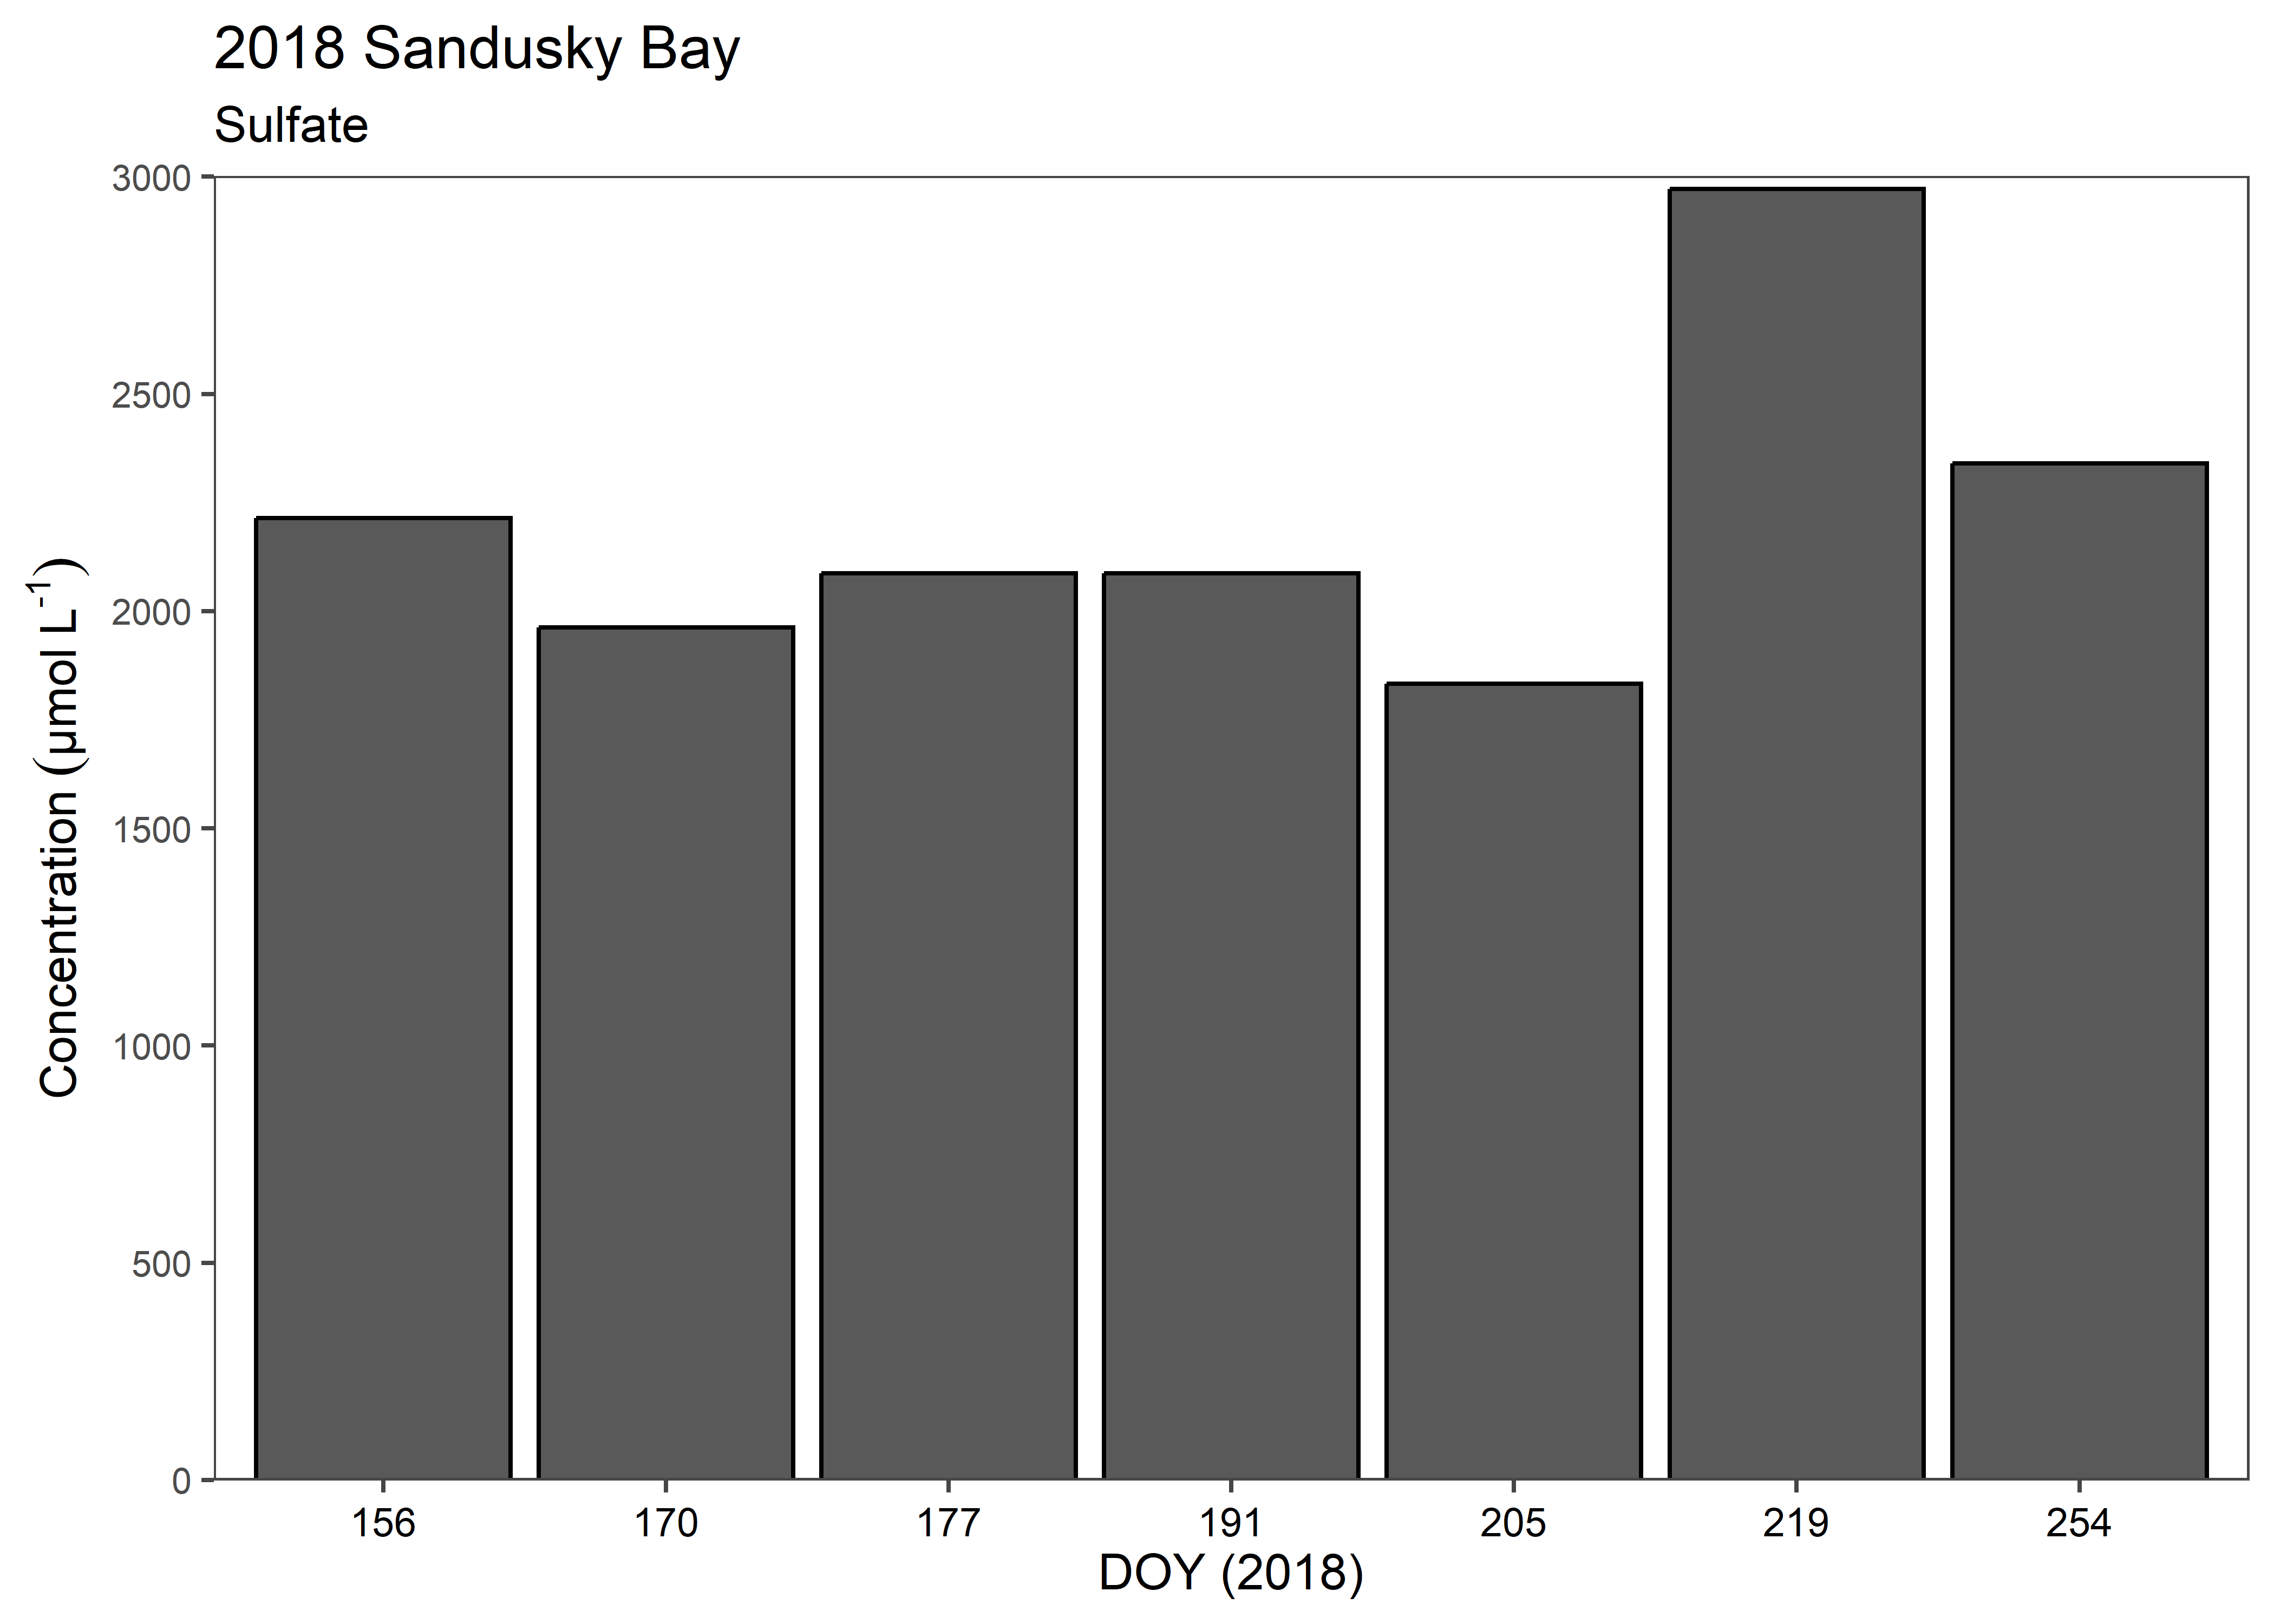 2018 Sandusky Bay
Sulfate
3000
2500
2000
1500
1000
500
0
Concentration (µmol L⁻¹)
156 170 177 191 205 219 254
DOY (2018)